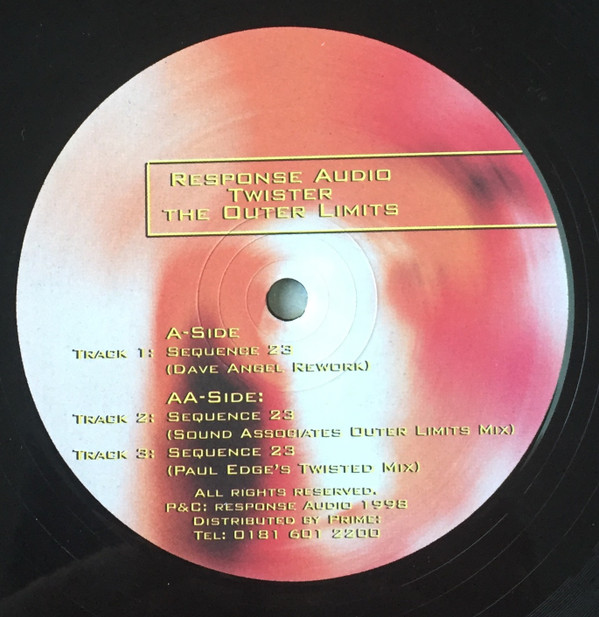 Response Audio
Twister
the Outer Limits
A-Side
Track 1: Sequence 23
(Dave Angel Rework)
AA-Side:
Track 2: Sequence 23
(Sound Associates Outer Limits Mix)
Track 3: Sequence 23
(Paul Edge's Twisted Mix)
All rights reserved.
P&C: response Audio 1998
Distributed by Prime:
Tel: 0181 601 2200